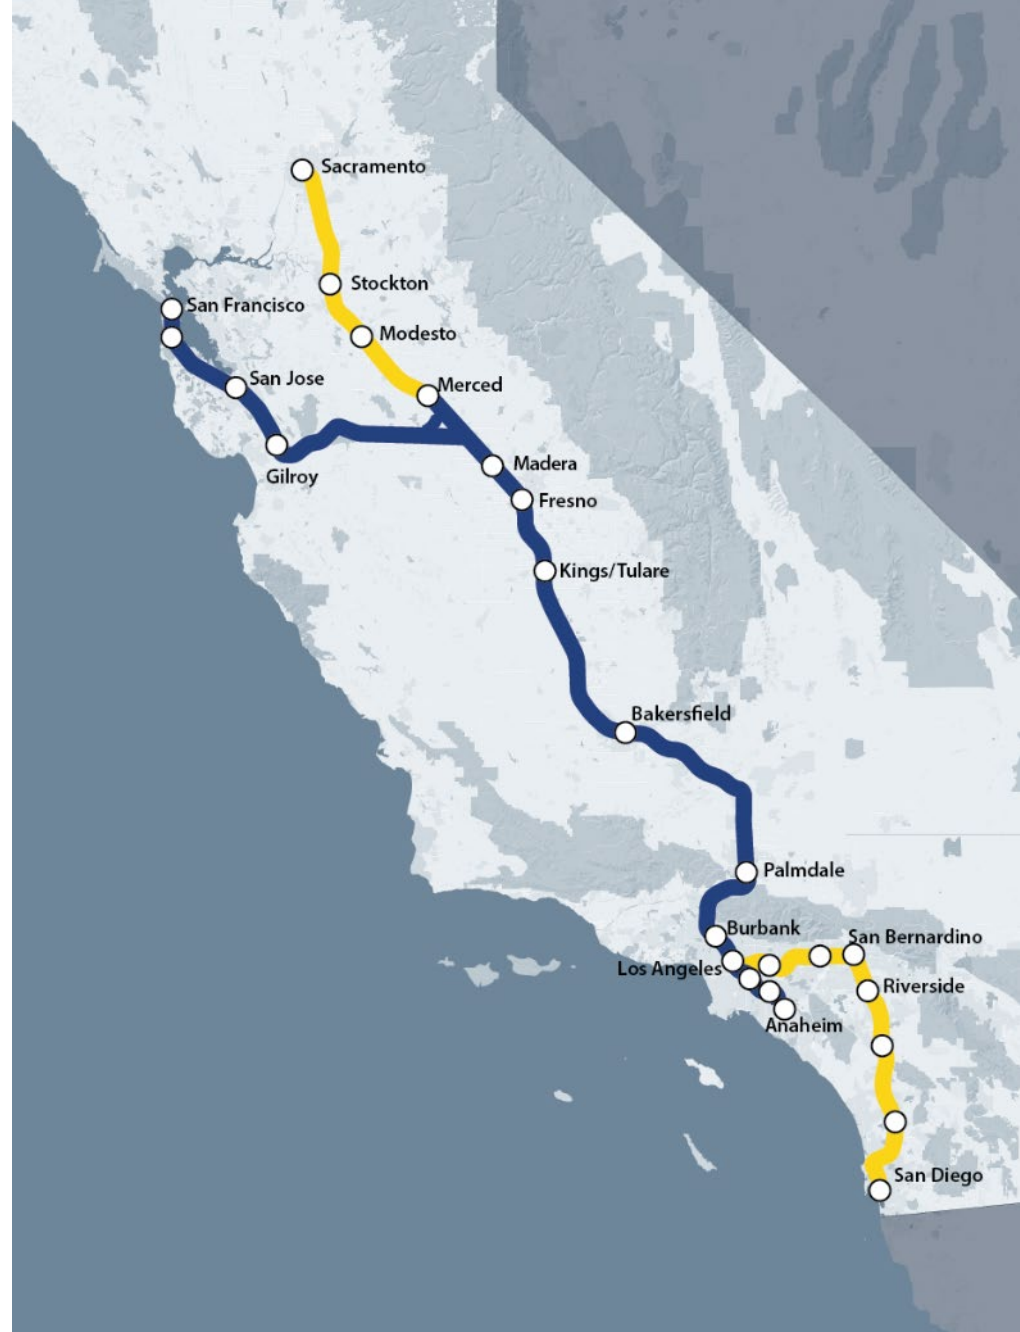 Sacramento
Stockton
San Francisco
Modesto
San Jose
Merced
Gilroy
Madera
Fresno
Kings/Tulare
Bakersfield
Palmdale
Burbank
San Bernardino
Los Angeles
Riverside
Anaheim
San Diego